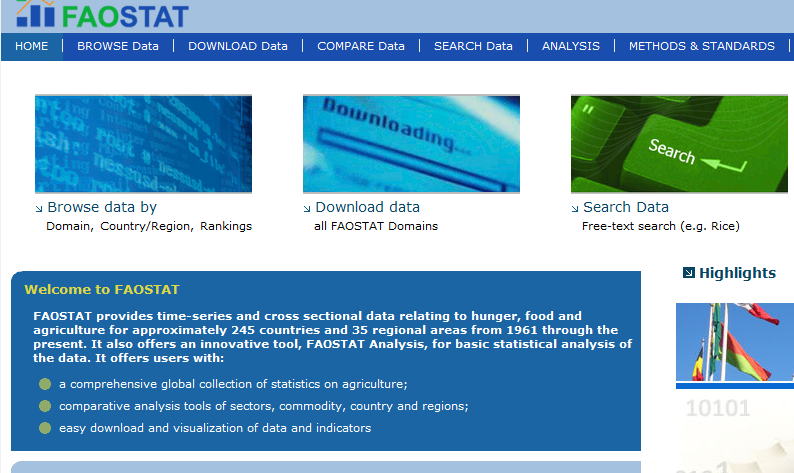 FAOSTAT
HOME
BROWSE Data
DOWNLOAD Data
COMPARE Data
SEARCH Data
ANALYSIS
METHODS & STANDARDS
Downloading...
Search
Browse data by
Domain, Country/Region, Rankings
Download data
all FAOSTAT Domains
Search Data
Free-text search (e.g. Rice)
Welcome to FAOSTAT
FAOSTAT provides time-series and cross sectional data relating to hunger, food and
agriculture for approximately 245 countries and 35 regional areas from 1961 through the
present. It also offers an innovative tool, FAOSTAT Analysis, for basic statistical analysis of
the data. It offers users with:
a comprehensive global collection of statistics on agriculture;
comparative analysis tools of sectors, commodity, country and regions;
easy download and visualization of data and indicators
Highlights
10101